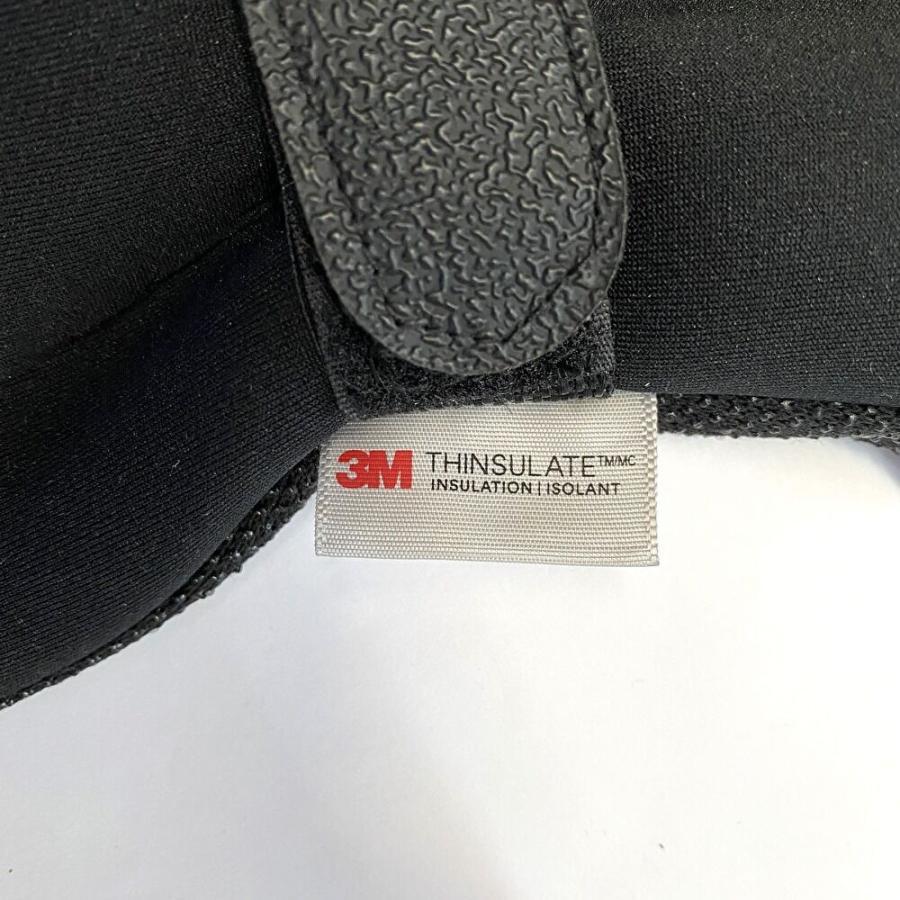 3M THINSULATE™/MC
INSULATION | ISOLANT